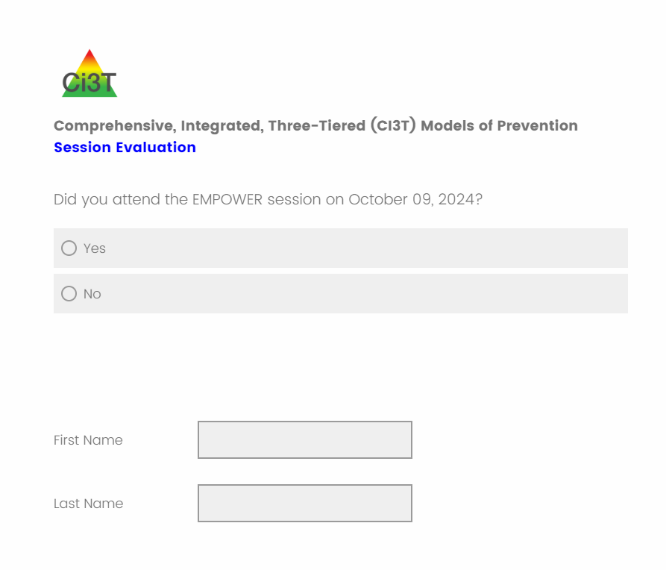 Ci3T
Comprehensive, Integrated, Three-Tiered (CI3T) Models of Prevention
Session Evaluation
Did you attend the EMPOWER session on October 09, 2024?
Yes
No
First Name
Last Name